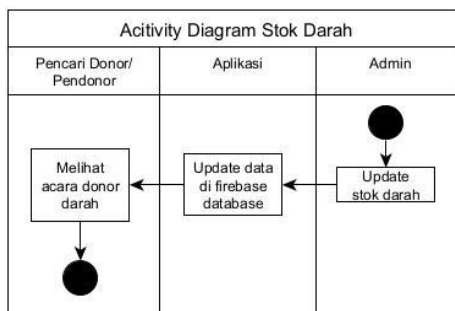 Acitivity Diagram Stok Darah
Pencari Donor/
Pendonor
Aplikasi
Admin
Melihat
acara donor
darah
Update data
di firebase
database
Update
stok darah